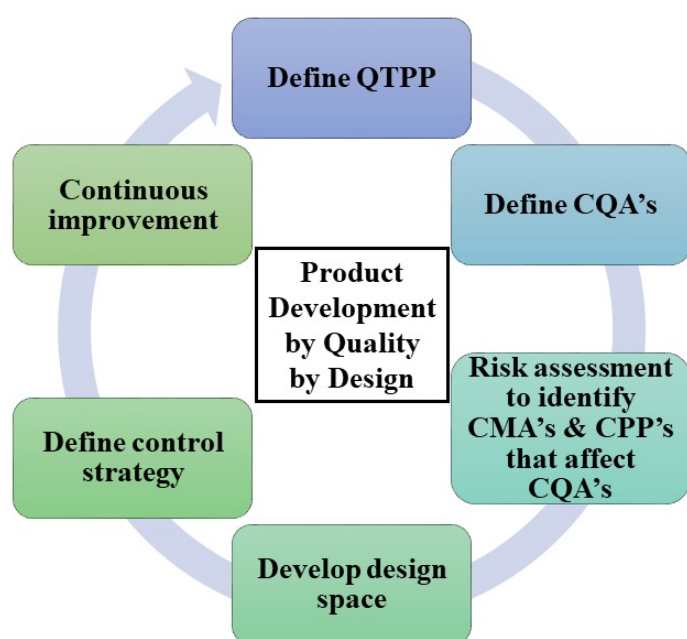 Define QTPP
Define CQA’s
Risk assessment
to identify
CMA’s & CPP’s
that affect
CQA’s
Develop design
space
Define control
strategy
Continuous
improvement
Product
Development
by Quality
by Design